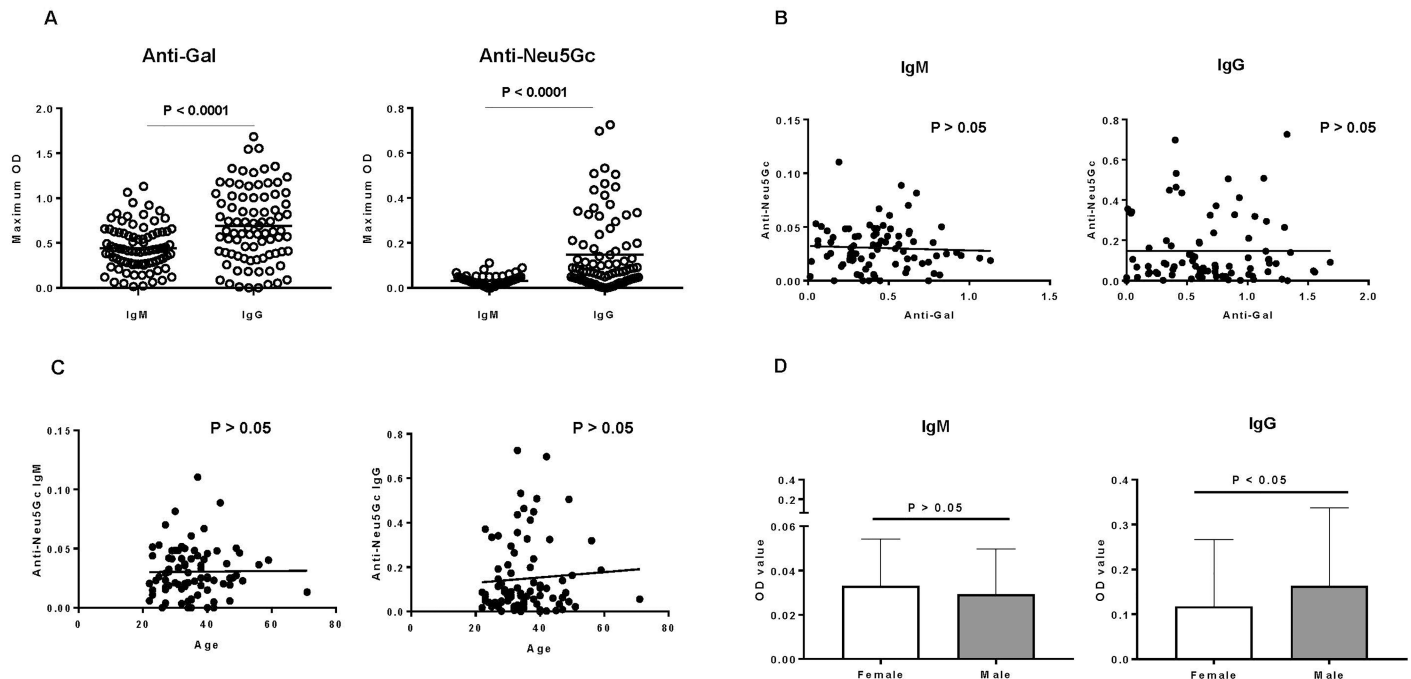 A
B
Anti-Gal
Anti-Neu5Gc
IgM
IgG
P < 0.0001
P < 0.0001
P > 0.05
P > 0.05
Maximum OD
2.0
1.5
1.0
0.5
0.0
IgM
IgG
Maximum OD
0.8
0.6
0.4
0.2
0.0
IgM
IgG
Anti-Neu5Gc
0.15
0.10
0.05
0.00
0.0
0.5
1.0
1.5
Anti-Gal
Anti-Neu5Gc
0.8
0.6
0.4
0.2
0.0
0.0
0.5
1.0
1.5
2.0
Anti-Gal
C
D
P > 0.05
P > 0.05
IgM
IgG
Anti-Neu5Gc IgM
0.15
0.10
0.05
0.00
0
20
40
60
80
Age
Anti-Neu5Gc IgG
0.8
0.6
0.4
0.2
0.0
0
20
40
60
80
Age
OD value
0.4
0.2
0.06
0.04
0.02
0.00
P > 0.05
Female
Male
OD value
0.4
0.3
0.2
0.1
0.0
P < 0.05
Female
Male